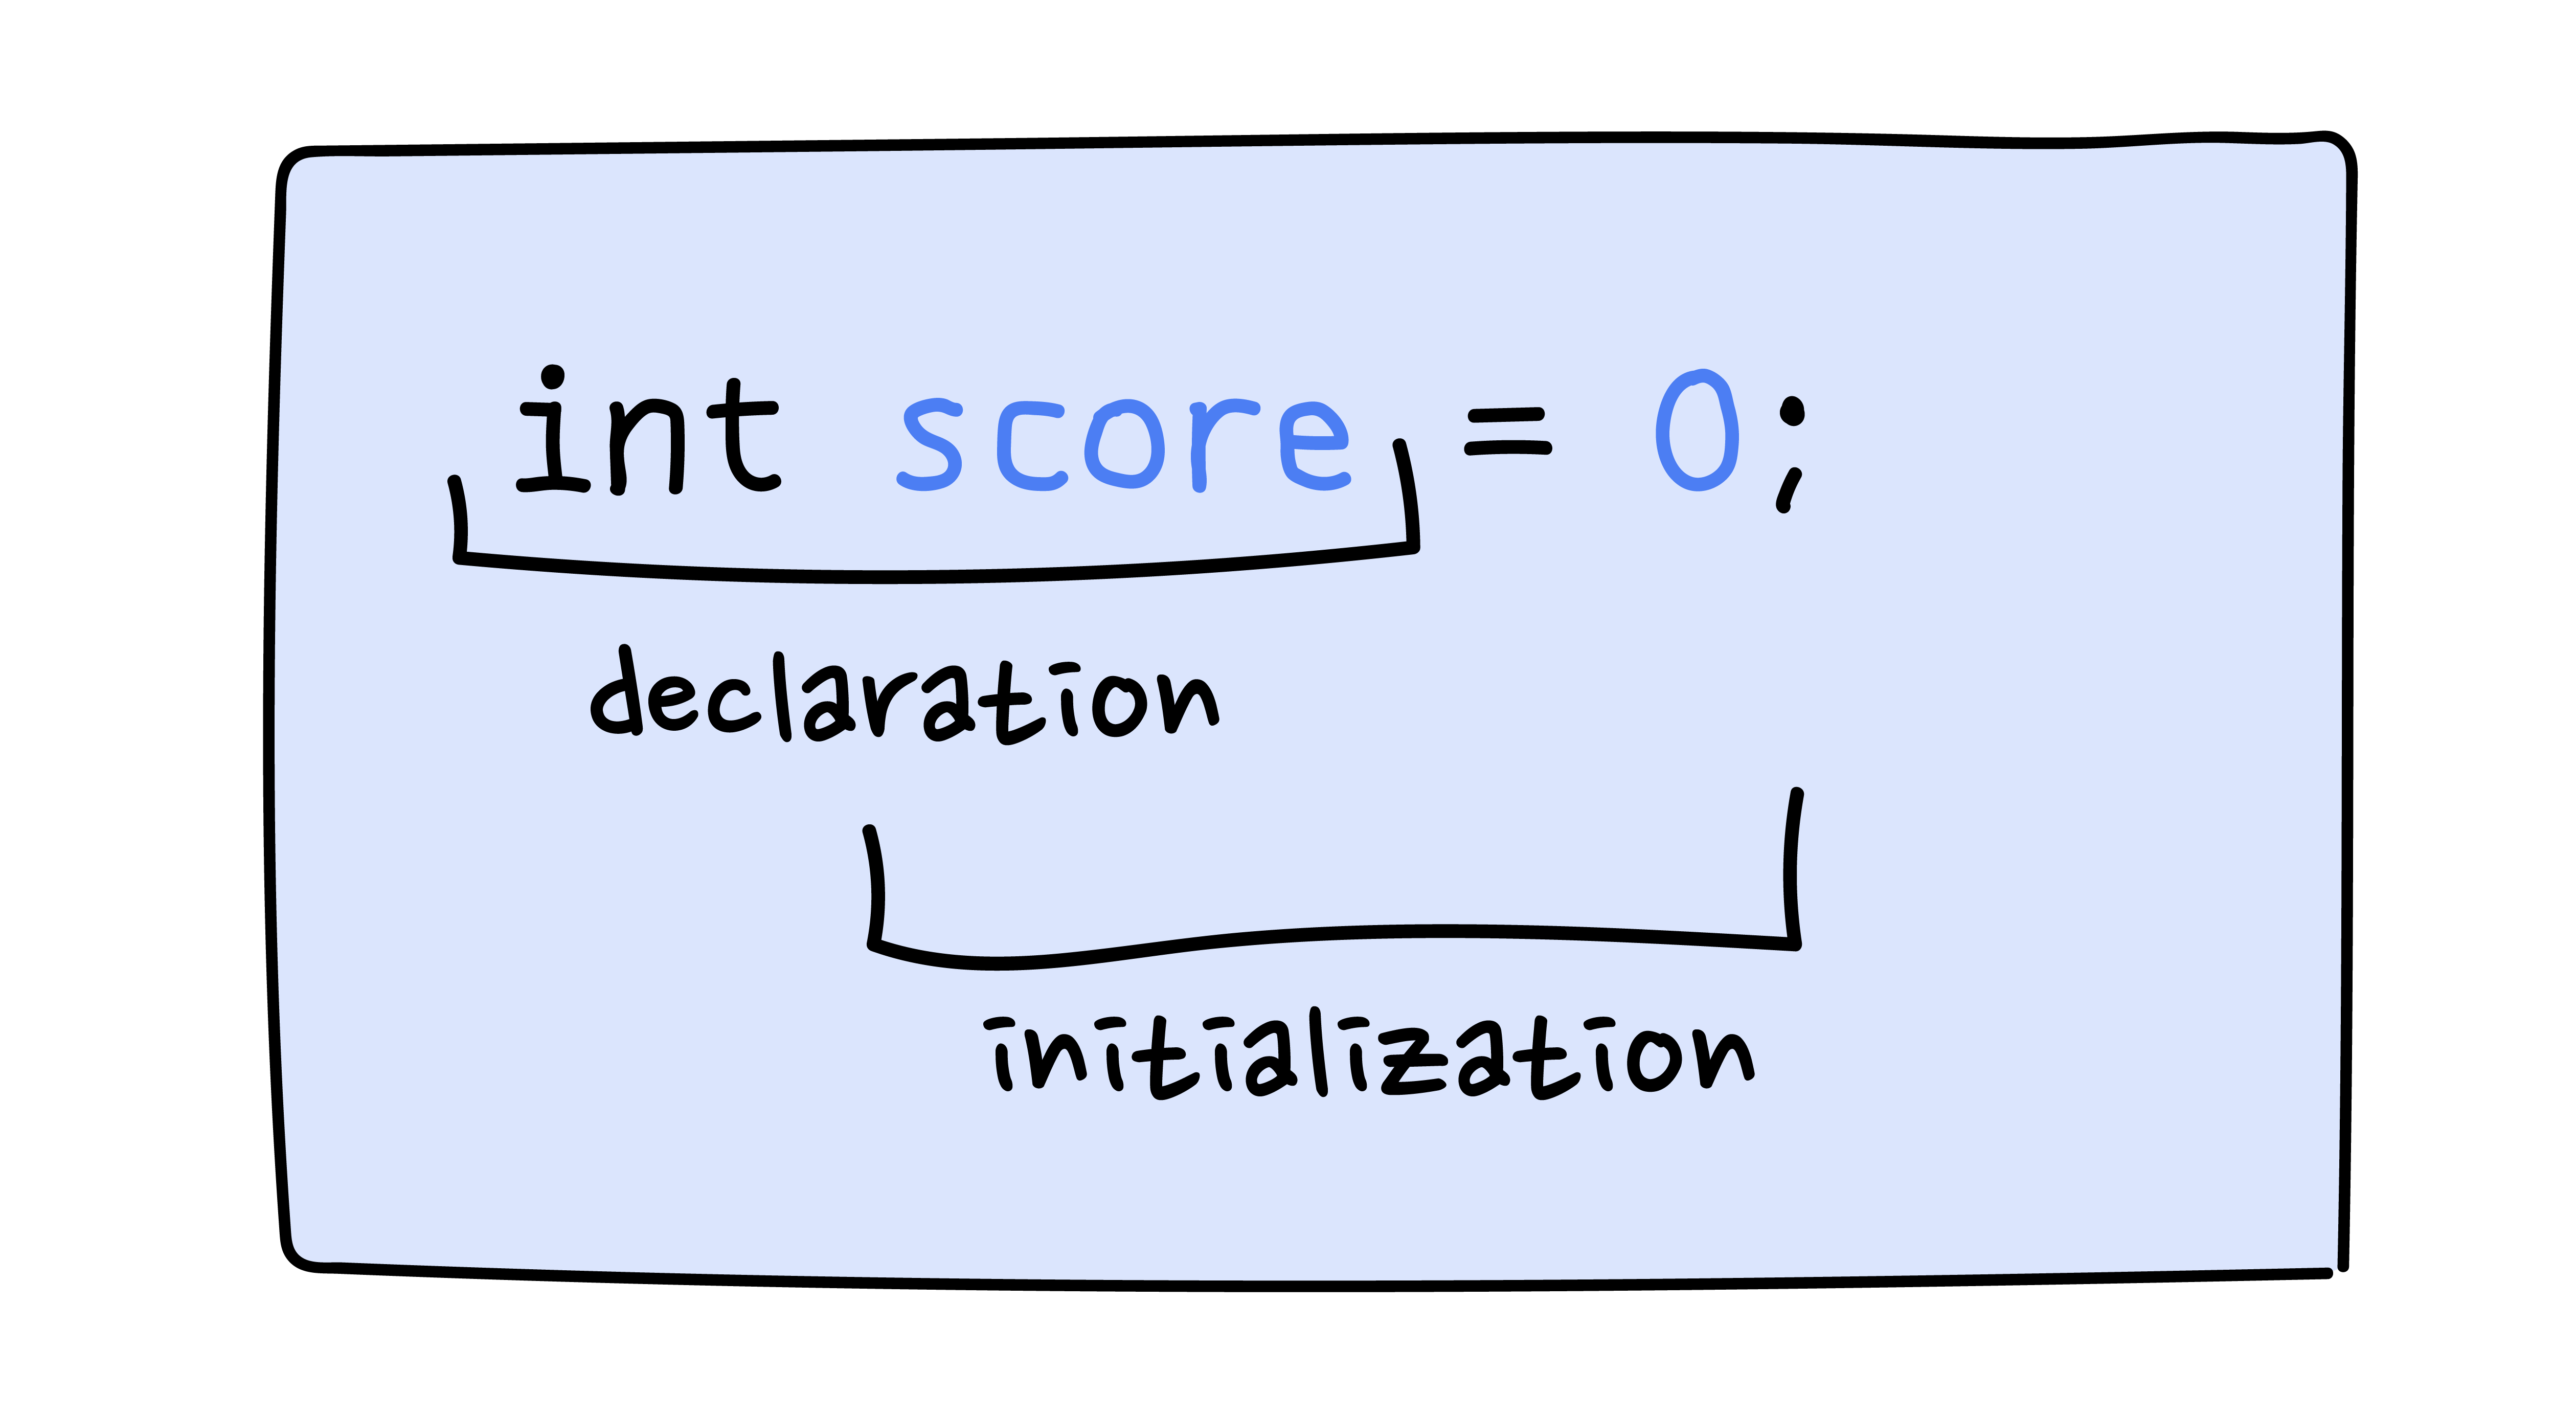 int score = 0;
declaration
initialization